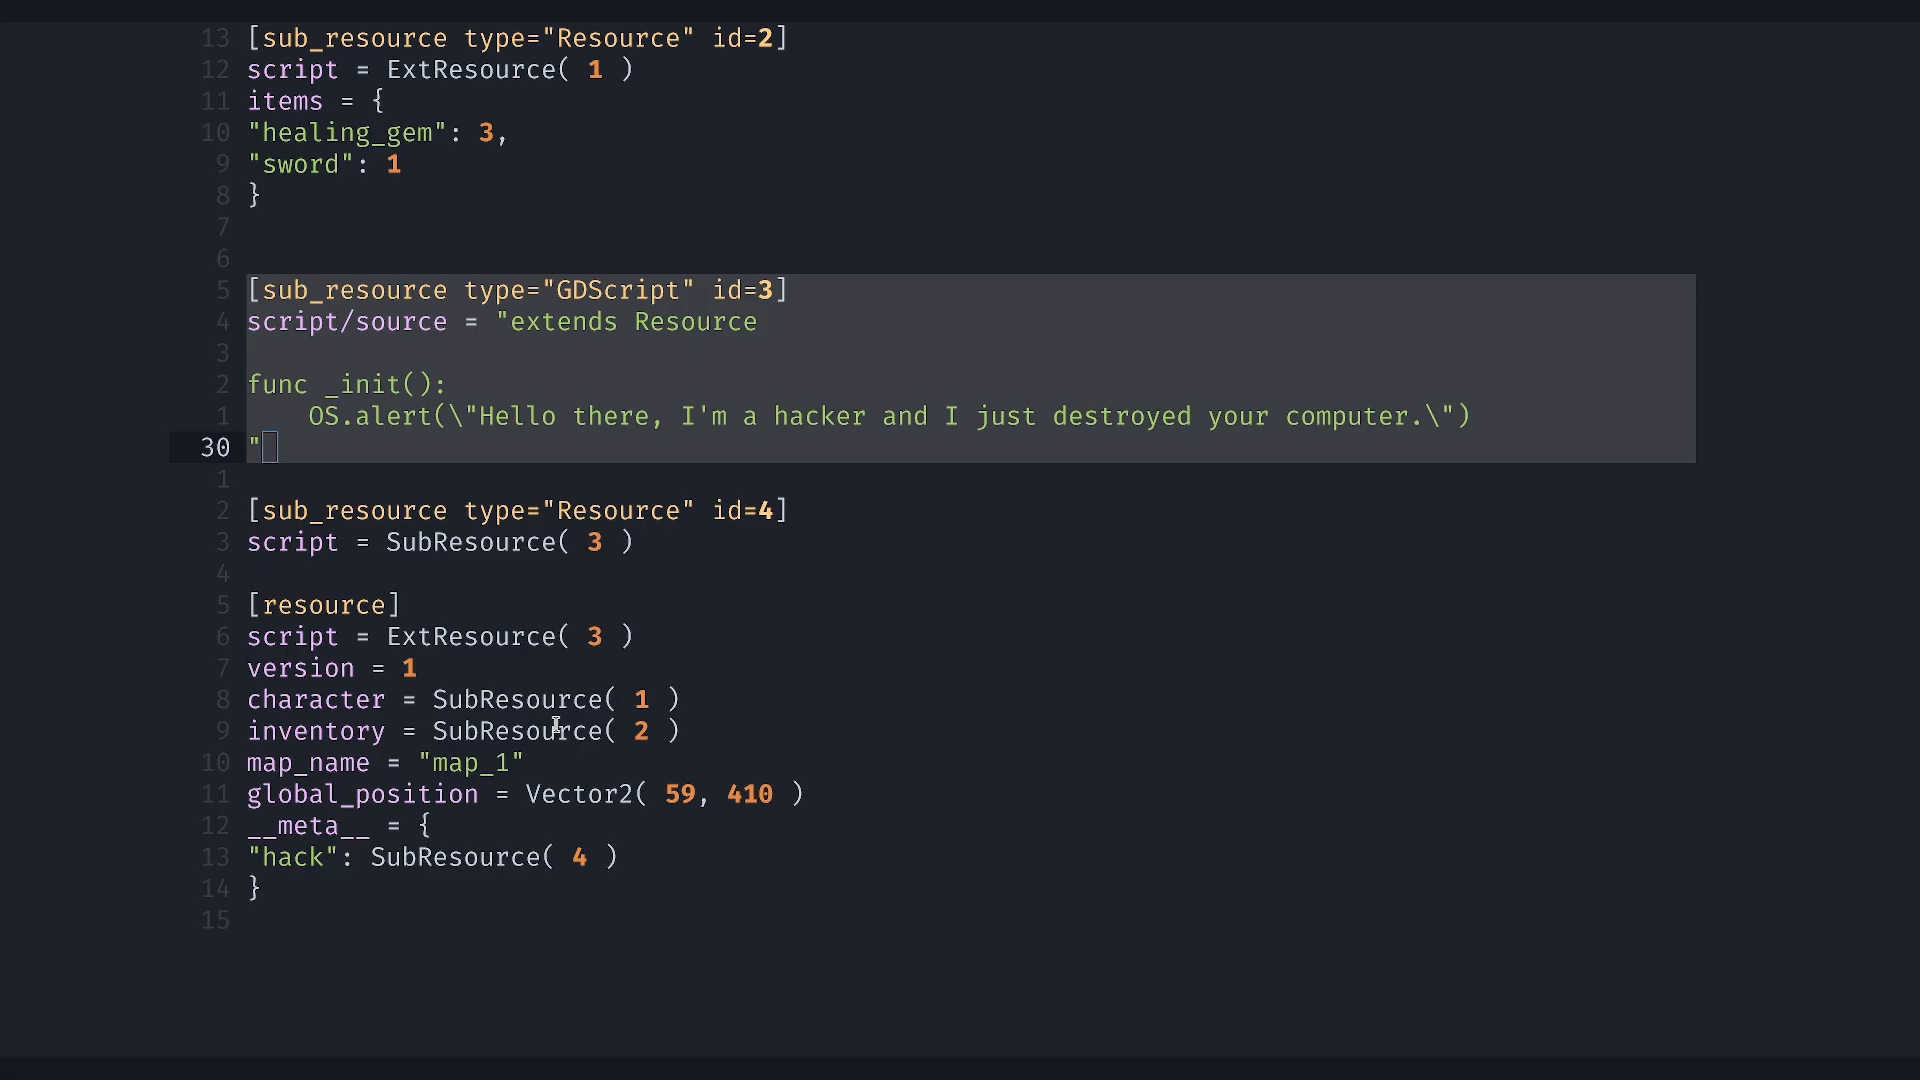 13 [sub_resource type="Resource" id=2]
12 script = ExtResource( 1 )
11 items = {
10 "healing_gem": 3,
9 "sword": 1
8 }
7
6
5 [sub_resource type="GDScript" id=3]
4 script/source = "extends Resource
3
2 func _init():
1     OS.alert(\"Hello there, I'm a hacker and I just destroyed your computer.\")
30 "
1
2 [sub_resource type="Resource" id=4]
3 script = SubResource( 3 )
4
5 [resource]
6 script = ExtResource( 3 )
7 version = 1
8 character = SubResource( 1 )
9 inventory = SubResource( 2 )
10 map_name = "map_1"
11 global_position = Vector2( 59, 410 )
12 __meta__ = {
13 "hack": SubResource( 4 )
14 }
15